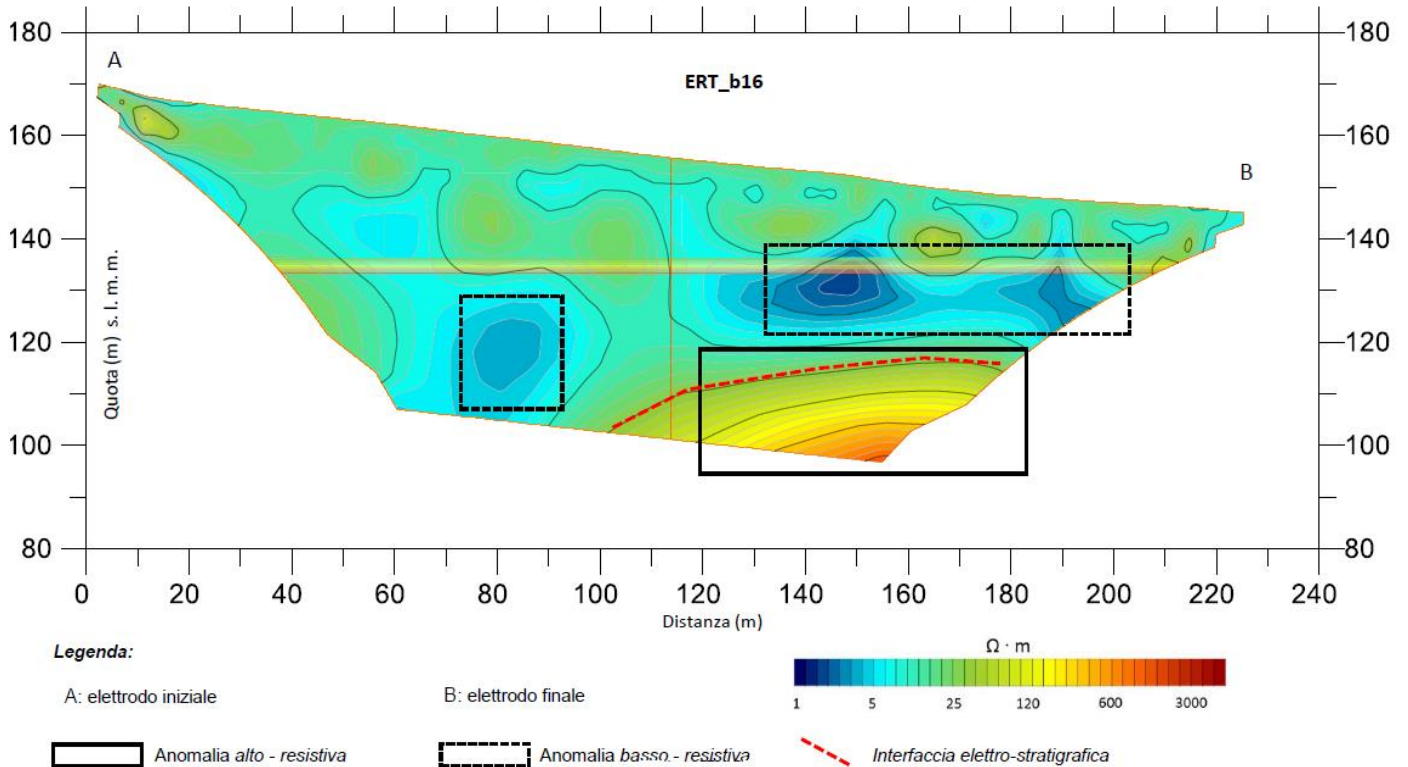 180
180
A
ERT_b16
160
160
B
140
140
Quota (m) s. l. m. m.
120
120
100
100
80
80
0 20 40 60 80 100 120 140 160 180 200 220 240
Distanza (m)
Legenda:
Ω · m
A: elettrodo iniziale
B: elettrodo finale
1 5 25 120 600 3000
Anomalia alto - resistiva
Anomalia basso - resistiva
Interfaccia elettro-stratigrafica